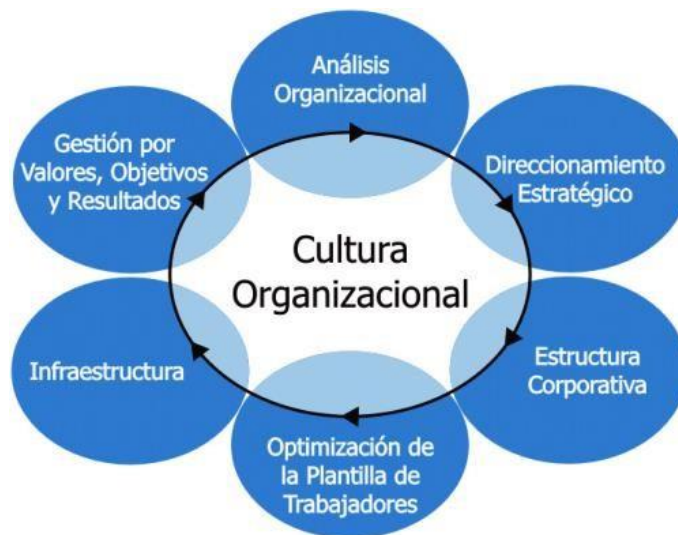 Análisis
Organizacional
Direccionamiento
Estratégico
Estructura
Corporativa
Optimización de
la Plantilla de
Trabajadores
Infraestructura
Gestión por
Valores, Objetivos
y Resultados
Cultura
Organizacional